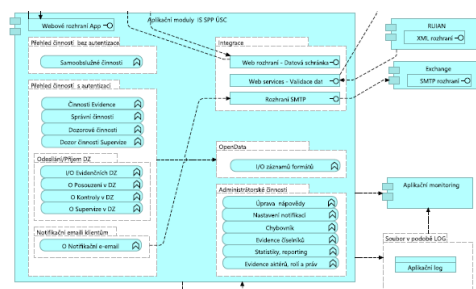 Aplikační moduly IS SPP ÚSC
Webové rozhraní App
Přehled činností bez autentizace
Samoobslužné činnosti
Přehled činností s autentizací
Činnosti Evidence
Správní činnosti
Dozorové činnosti
Dozor činnosti Supervize
Odesílání/Příjem DZ
I/O Evidenčních DZ
O Posouzení v DZ
O Kontroly v DZ
O Supervize v DZ
Notifikační emaily klientům
O Notifikační e-email
Integrace
Web rozhraní - Datová schránka
Web services - Validace dat
Rozhraní SMTP
OpenData
I/O záznamů formálů
Administrátorské činnosti
Úprava nápovědy
Nastavení notifikací
Chybovník
Evidence číselníků
Statistiky, reporting
Evidence aktérů, rolí a práv
RUIAN
XML rozhraní
Exchange
SMTP rozhraní
Aplikační monitoring
Soubor v podobě LOG
Aplikační log